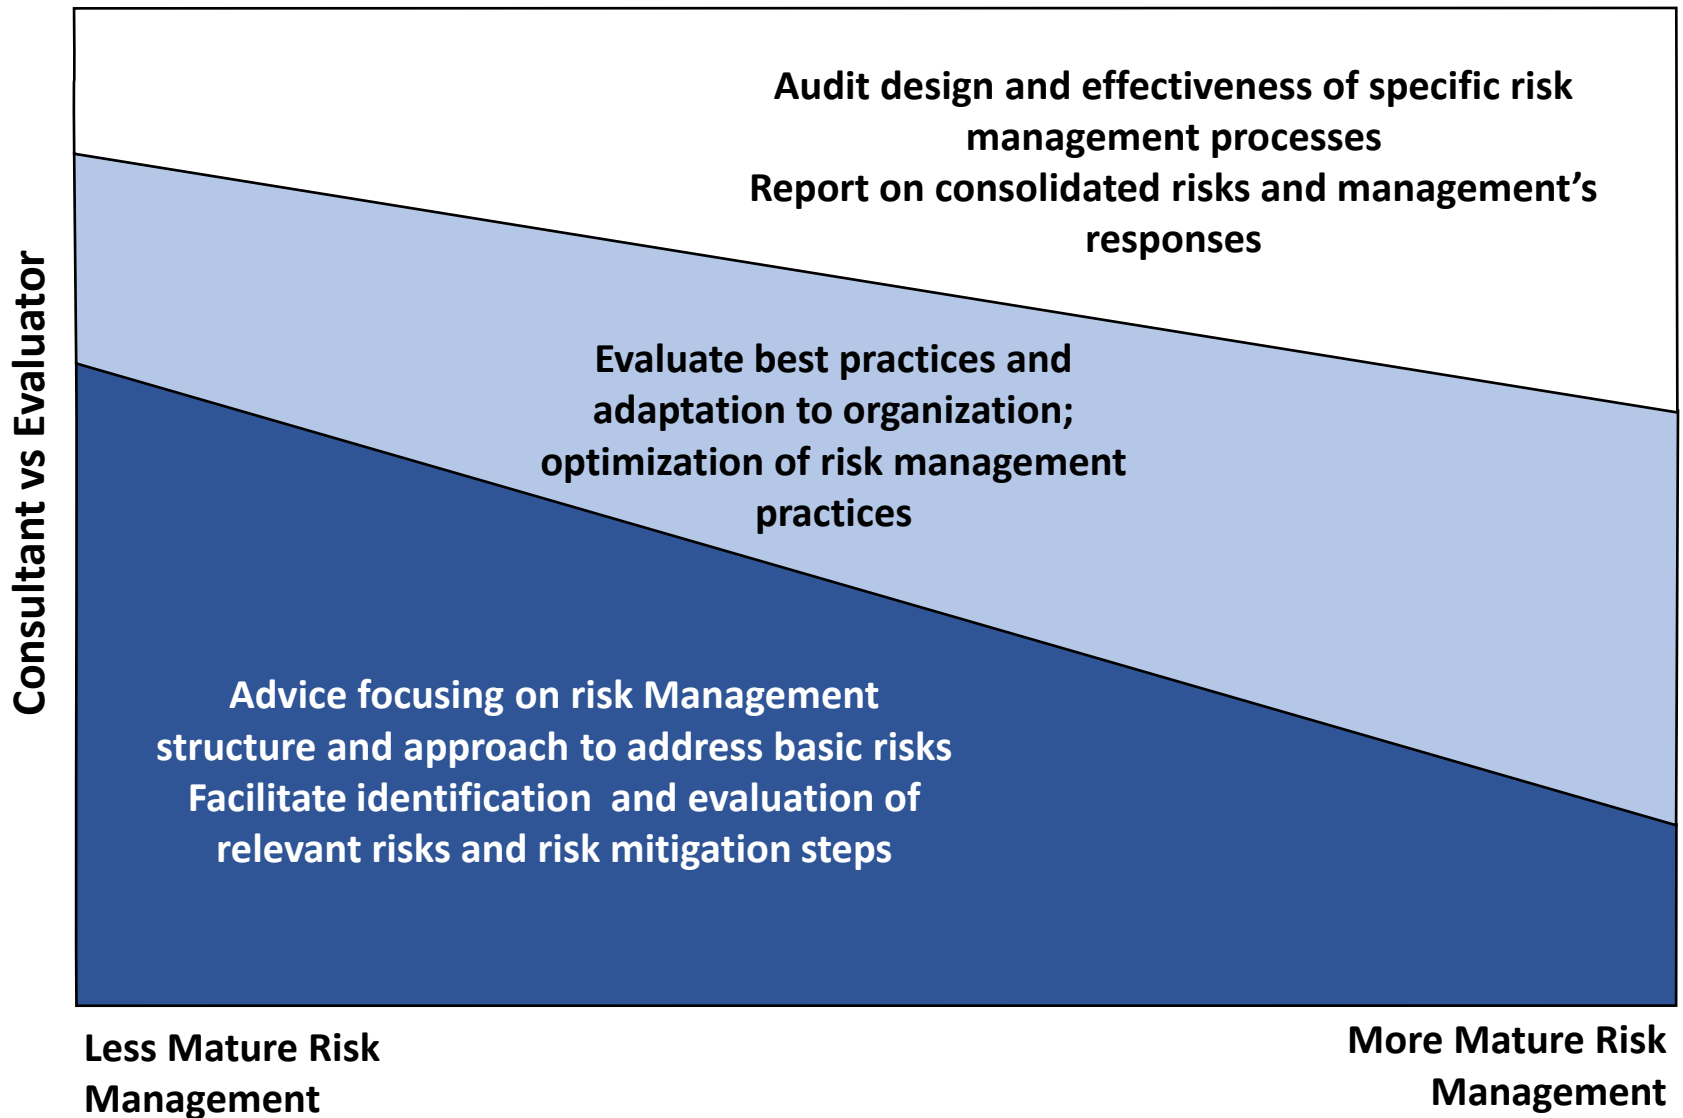 Audit design and effectiveness of specific risk
management processes
Report on consolidated risks and management’s
responses
Evaluate best practices and
adaptation to organization;
optimization of risk management
practices
Consultant vs Evaluator
Advice focusing on risk Management
structure and approach to address basic risks
Facilitate identification  and evaluation of
relevant risks and risk mitigation steps
Less Mature Risk
Management
More Mature Risk
Management